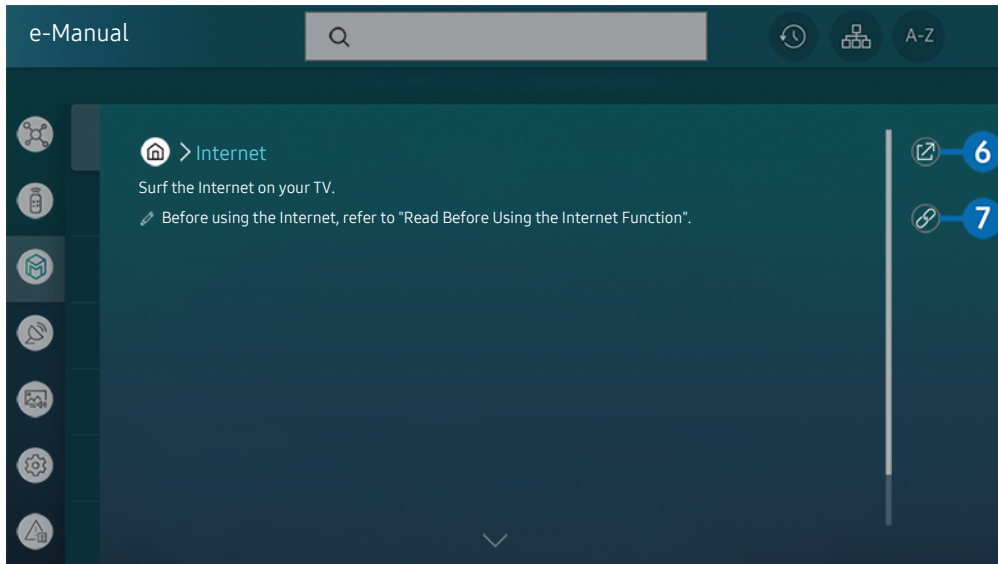 e-Manual
A-Z
> Internet
Surf the Internet on your TV.
Before using the Internet, refer to "Read Before Using the Internet Function".
6
7